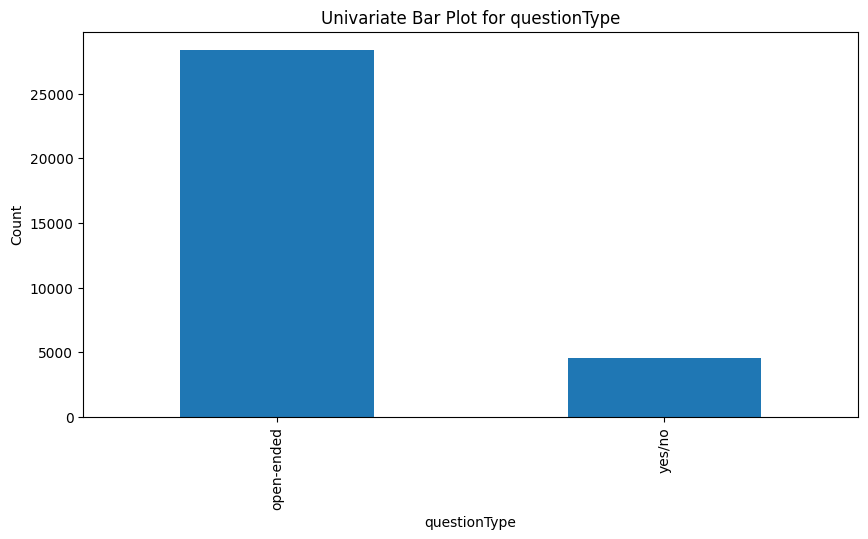 Univariate Bar Plot for questionType
25000
20000
15000
10000
5000
0
Count
open-ended
yes/no
questionType